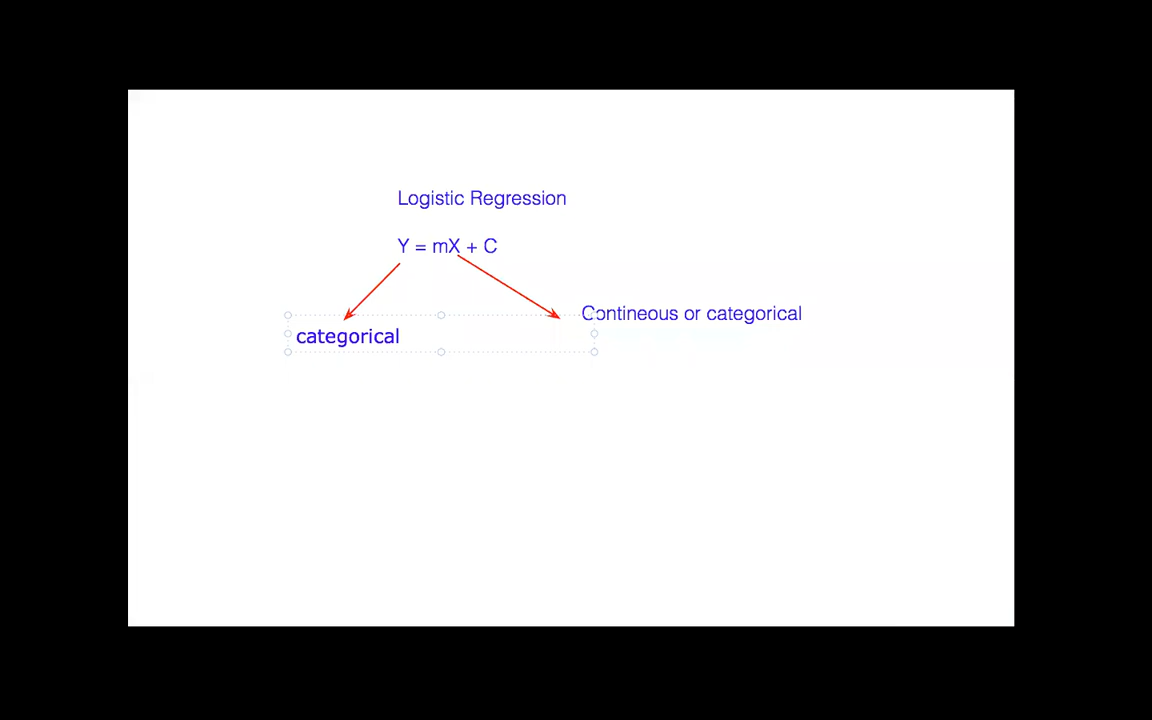 Logistic Regression
Y = mX + C
Contineous or categorical
categorical